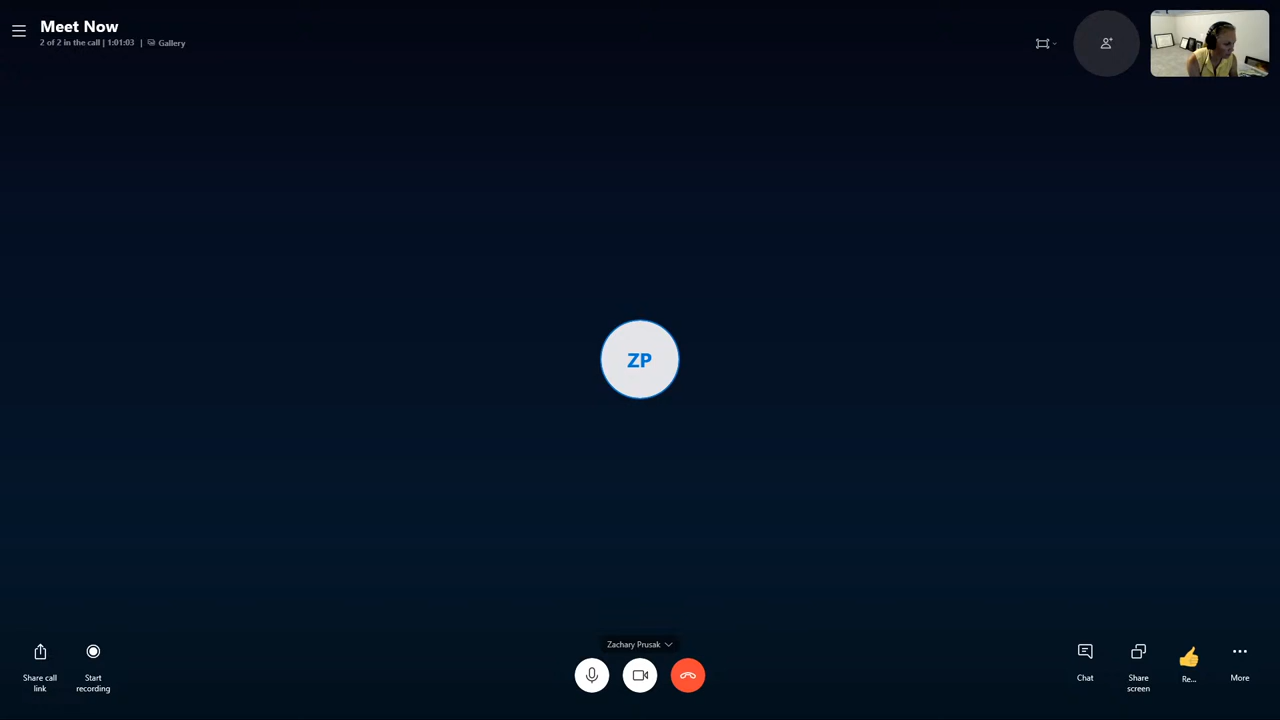 Meet Now
2 of 2 in the call | 1:01:03 | Gallery
ZP
Zachary Prusak
Share call
link
Start
recording
Chat
Share
screen
Re...
More